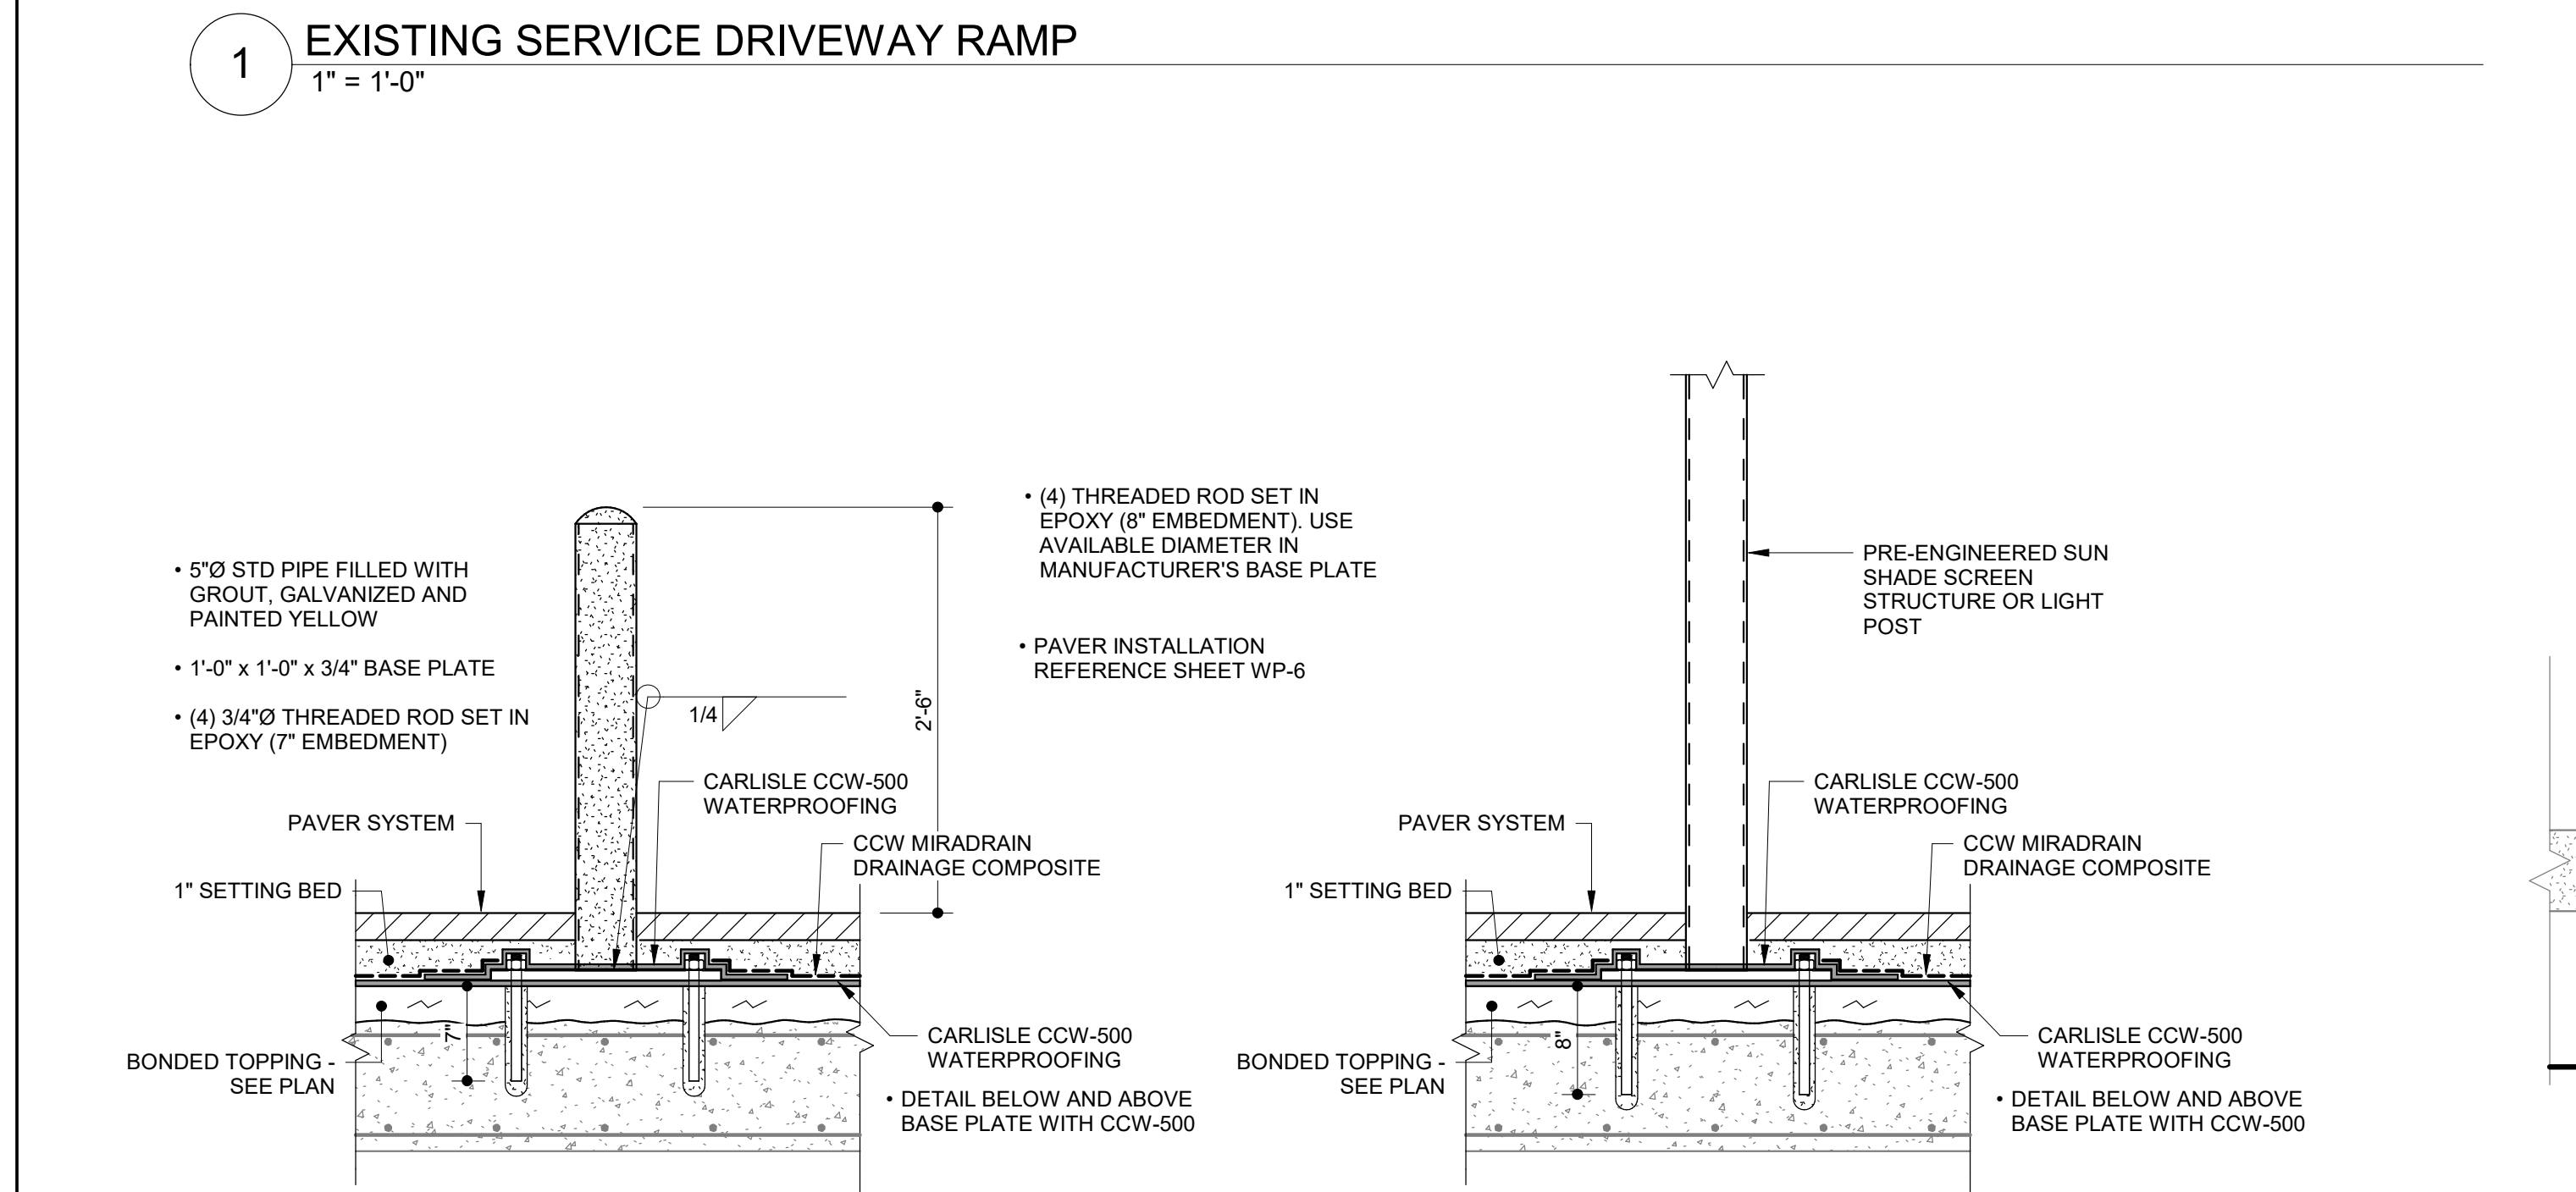 1
EXISTING SERVICE DRIVEWAY RAMP
1" = 1'-0"
• 5"Ø STD PIPE FILLED WITH
GROUT, GALVANIZED AND
PAINTED YELLOW
• 1'-0" x 1'-0" x 3/4" BASE PLATE
• (4) 3/4"Ø THREADED ROD SET IN
EPOXY (7" EMBEDMENT)
PAVER SYSTEM
1" SETTING BED
BONDED TOPPING -
SEE PLAN
7"
1/4
2'-6"
CARLISLE CCW-500
WATERPROOFING
CCW MIRADRAIN
DRAINAGE COMPOSITE
CARLISLE CCW-500
WATERPROOFING
• DETAIL BELOW AND ABOVE
BASE PLATE WITH CCW-500
• (4) THREADED ROD SET IN
EPOXY (8" EMBEDMENT). USE
AVAILABLE DIAMETER IN
MANUFACTURER'S BASE PLATE
• PAVER INSTALLATION
REFERENCE SHEET WP-6
PAVER SYSTEM
1" SETTING BED
BONDED TOPPING -
SEE PLAN
8"
PRE-ENGINEERED SUN
SHADE SCREEN
STRUCTURE OR LIGHT
POST
CARLISLE CCW-500
WATERPROOFING
CCW MIRADRAIN
DRAINAGE COMPOSITE
CARLISLE CCW-500
WATERPROOFING
• DETAIL BELOW AND ABOVE
BASE PLATE WITH CCW-500